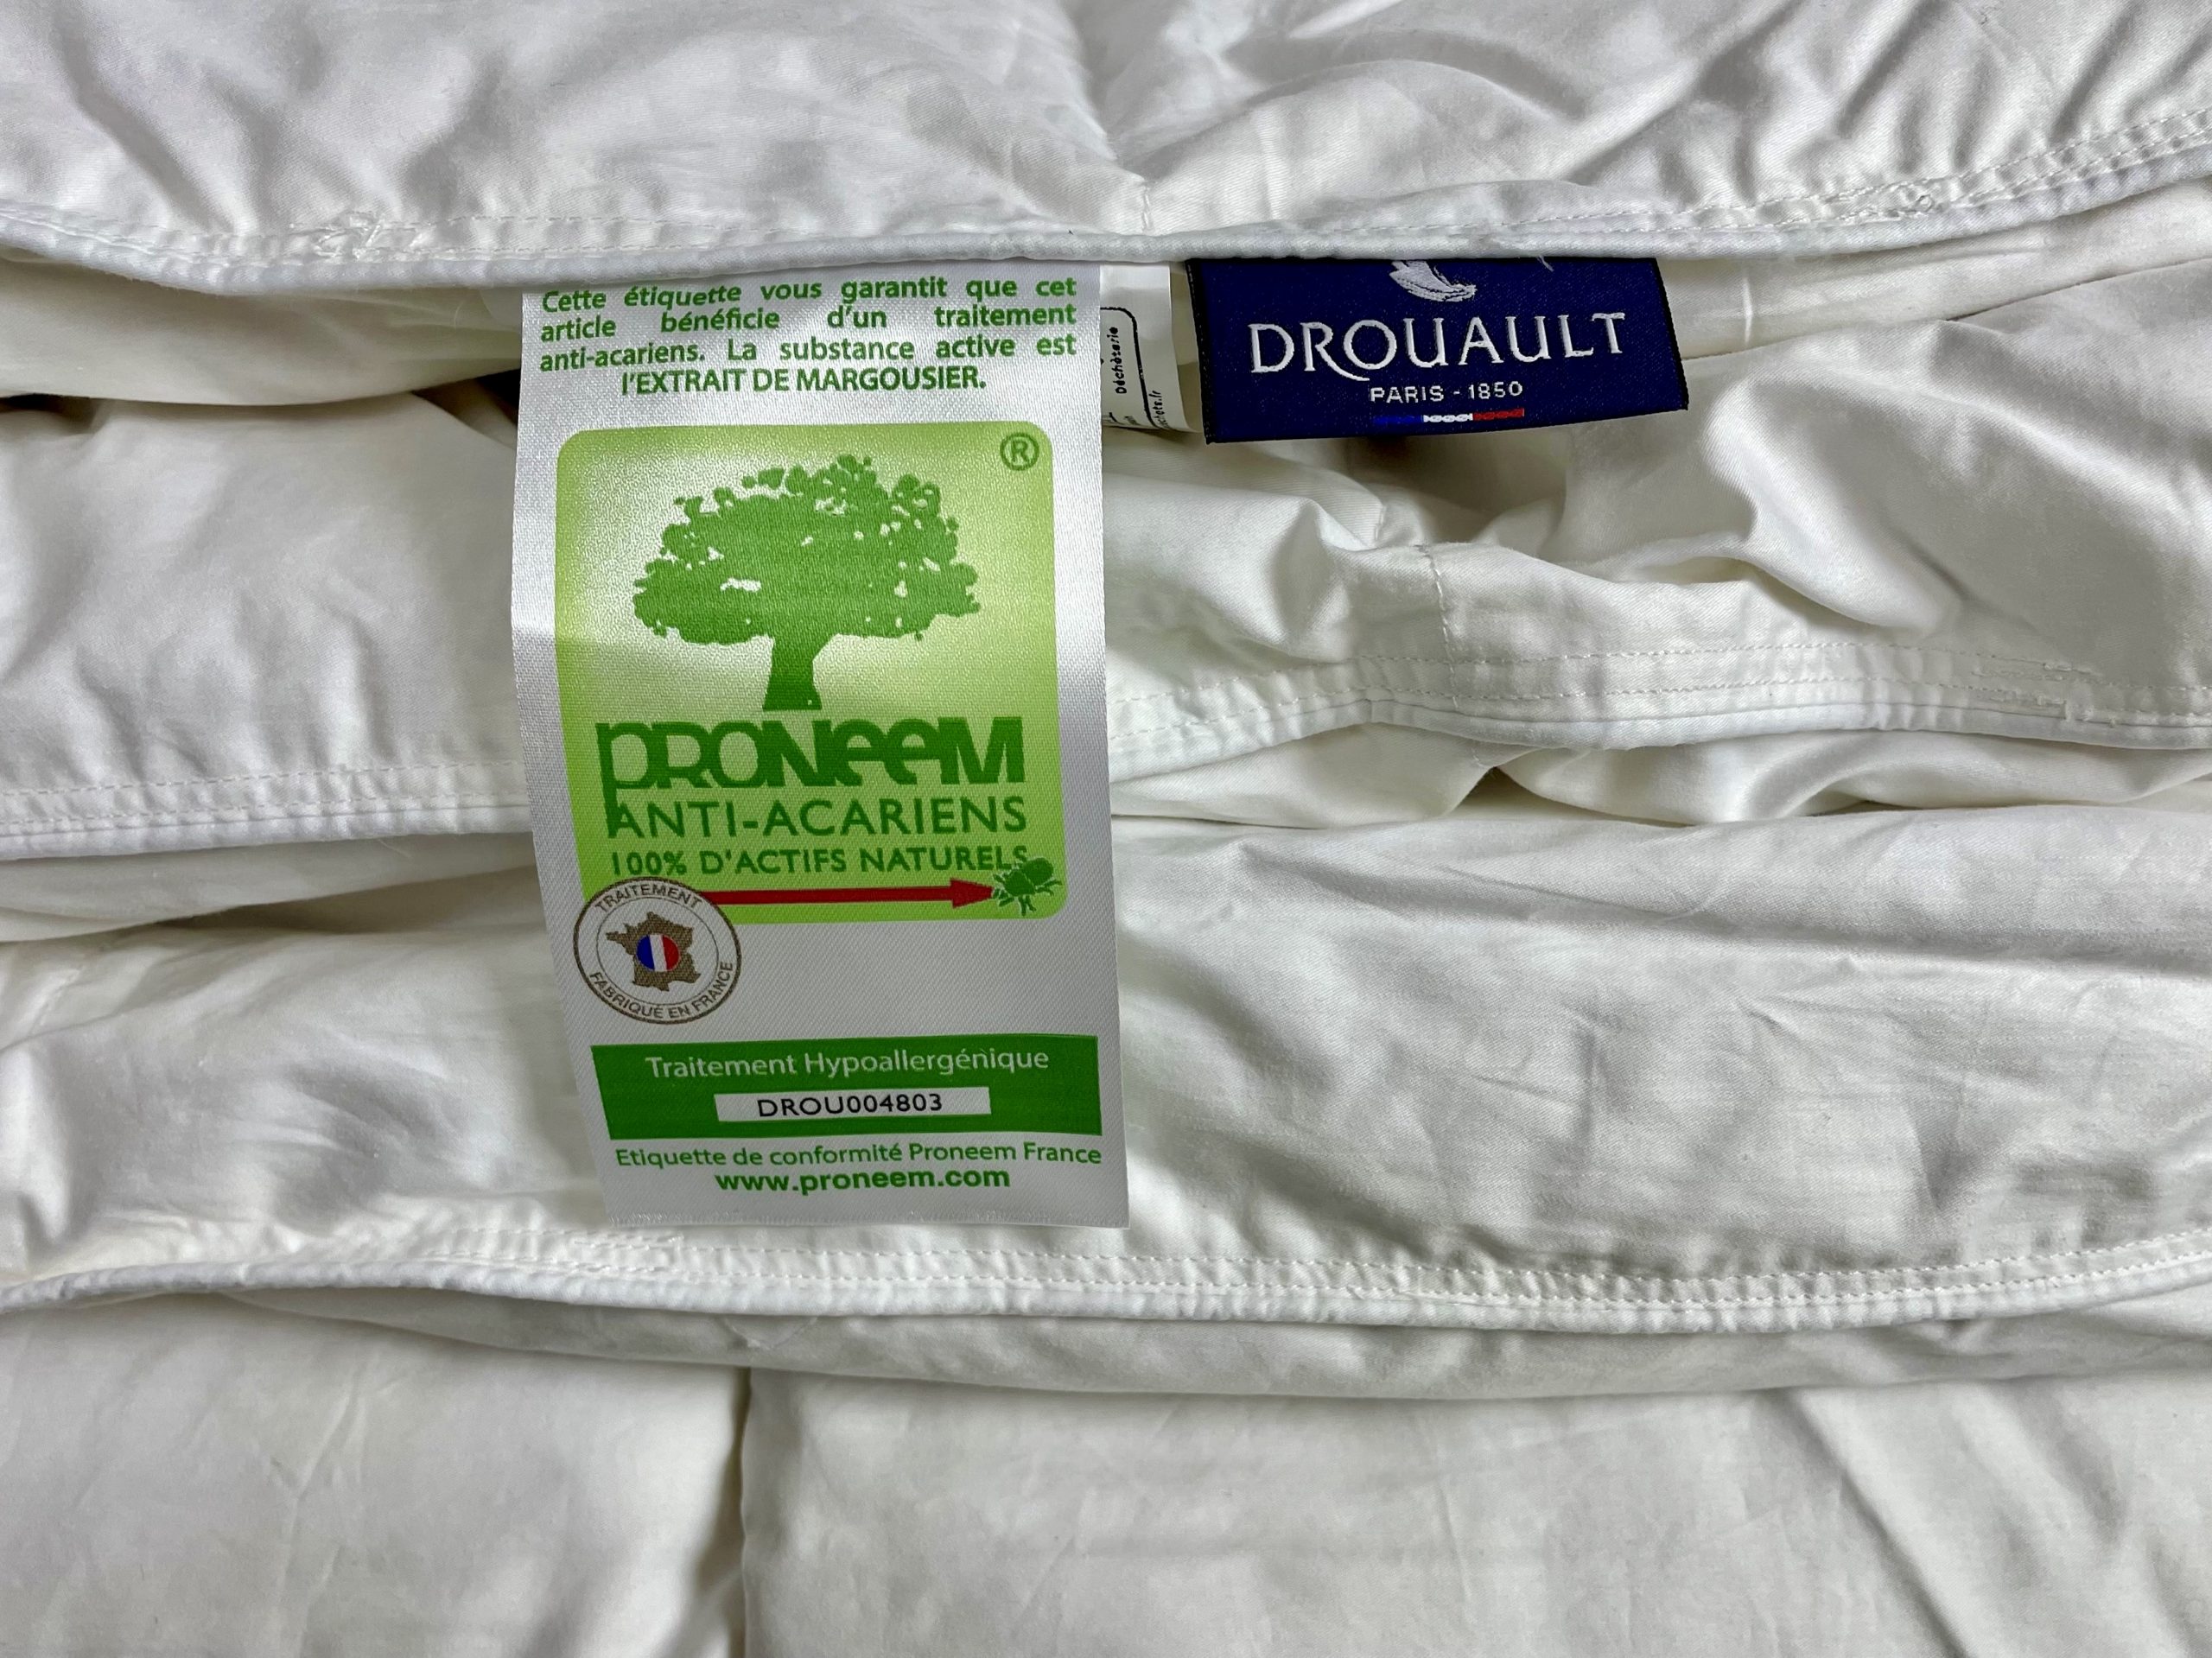 Cette étiquette vous garantit que cet
article bénéficie d'un traitement
anti-acariens. La substance active est
l'EXTRAIT DE MARGOUSIER.
®
PRONEEM
ANTI-ACARIENS
100% D'ACTIFS NATURELS
TRAITEMENT
FABRIQUÉ EN FRANCE
Traitement Hypoallergénique
DROU004803
Etiquette de conformité Proneem France
www.proneem.com
Déchèterie
DROUAULT
PARIS - 1850